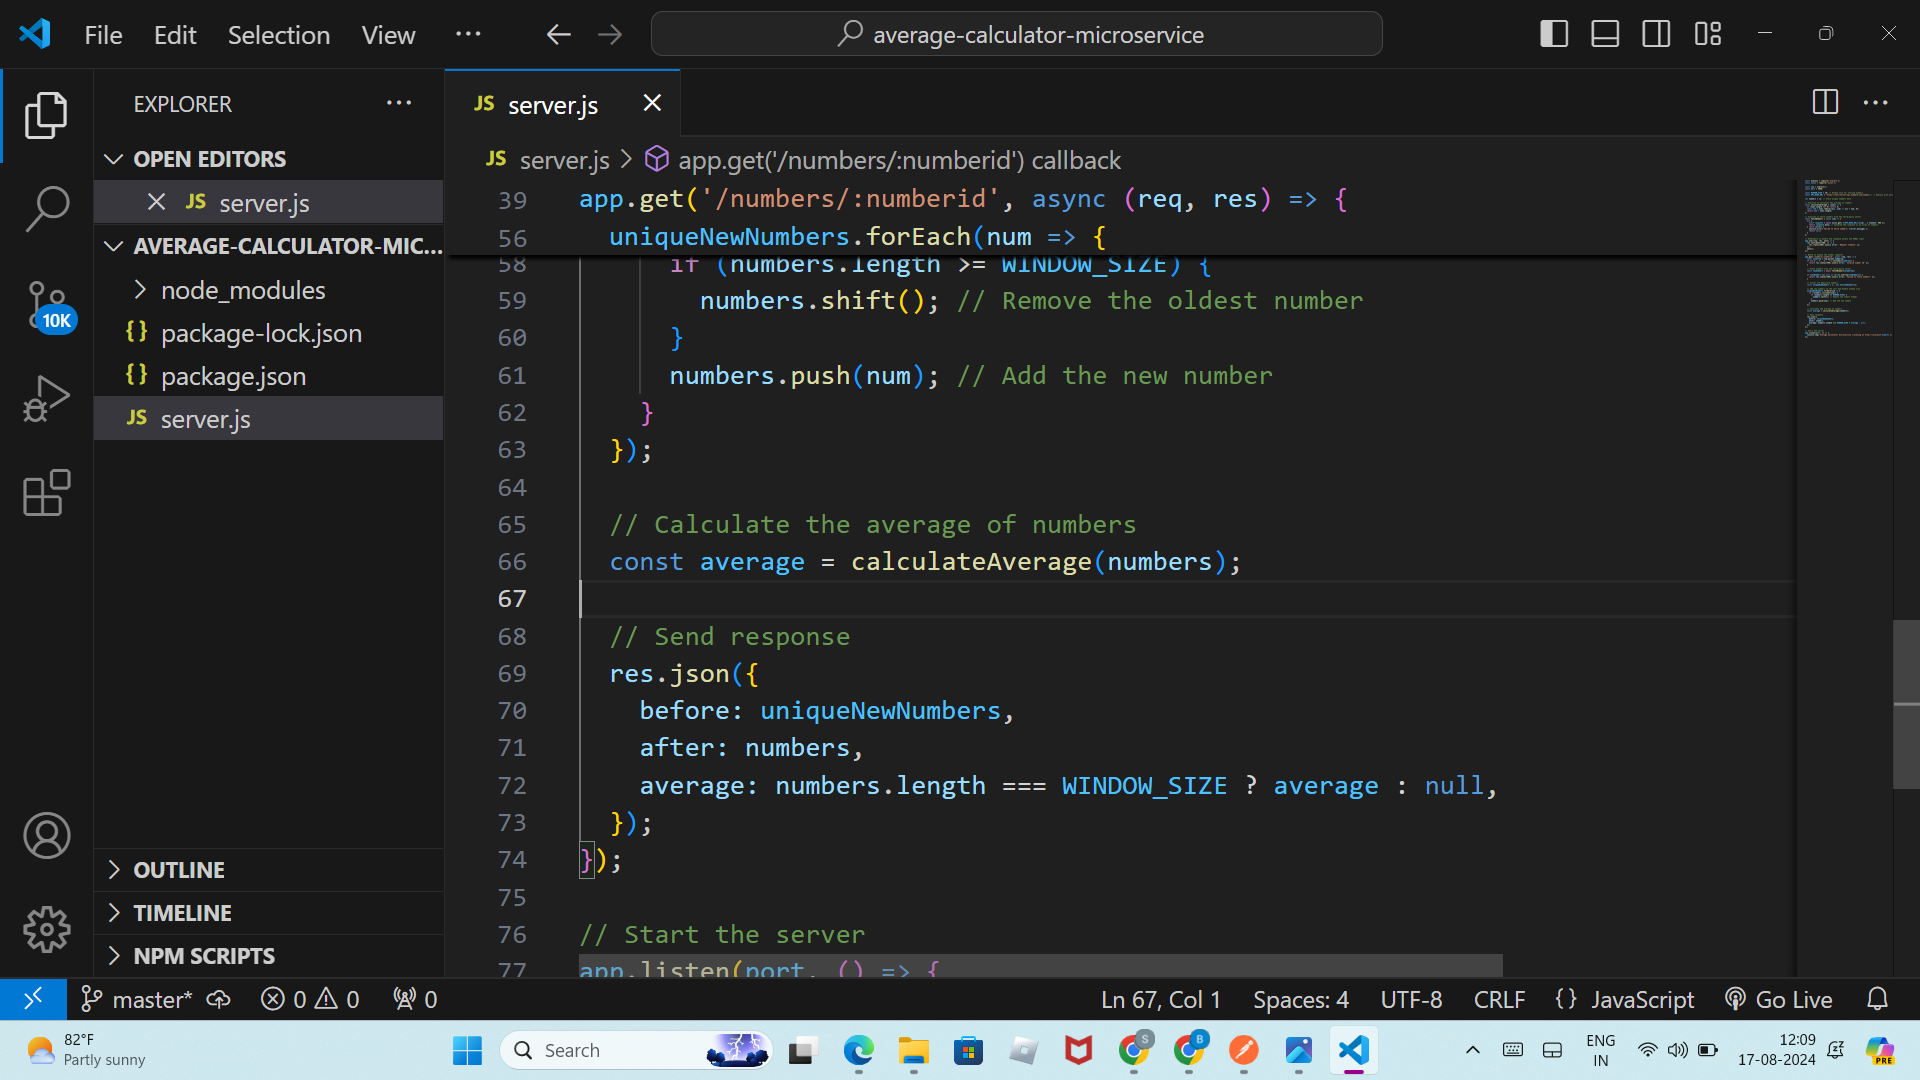 File Edit Selection View ··· average-calculator-microservice
EXPLORER
OPEN EDITORS
JS server.js
AVERAGE-CALCULATOR-MIC...
node_modules
{} package-lock.json
{} package.json
JS server.js
10K
OUTLINE
TIMELINE
NPM SCRIPTS
JS server.js
JS server.js > app.get('/numbers/:numberid') callback
39 app.get('/numbers/:numberid', async (req, res) => {
56 uniqueNewNumbers.forEach(num => {
58 if (numbers.length >= WINDOW_SIZE) {
59 numbers.shift(); // Remove the oldest number
60 }
61 numbers.push(num); // Add the new number
62 }
63 });
64
65 // Calculate the average of numbers
66 const average = calculateAverage(numbers);
67
68 // Send response
69 res.json({
70 before: uniqueNewNumbers,
71 after: numbers,
72 average: numbers.length === WINDOW_SIZE ? average : null,
73 });
74 });
75
76 // Start the server
77 app.listen(port, () => {
master* 0 0 0 Ln 67, Col 1 Spaces: 4 UTF-8 CRLF {} JavaScript Go Live
82°F
Partly sunny
Search
S
B
ENG
IN
12:09
17-08-2024
PRE